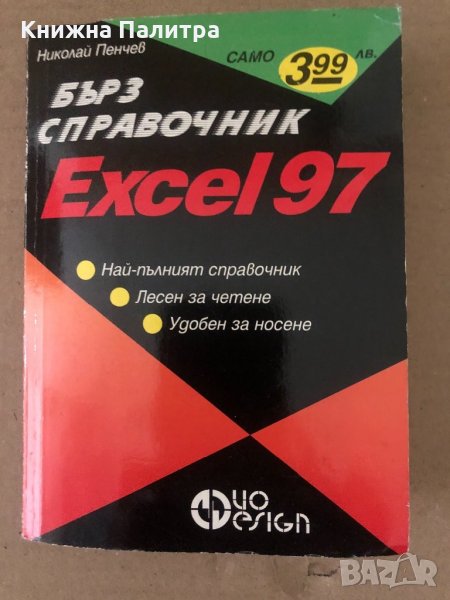 Книжна Палитра
Николай Пенчев
САМО 3.99 лв.
БЪРЗ
СПРАВОЧНИК
Excel 97
Най-пълният справочник
Лесен за четене
Удобен за носене
DUO
DESIGN
BAZAR